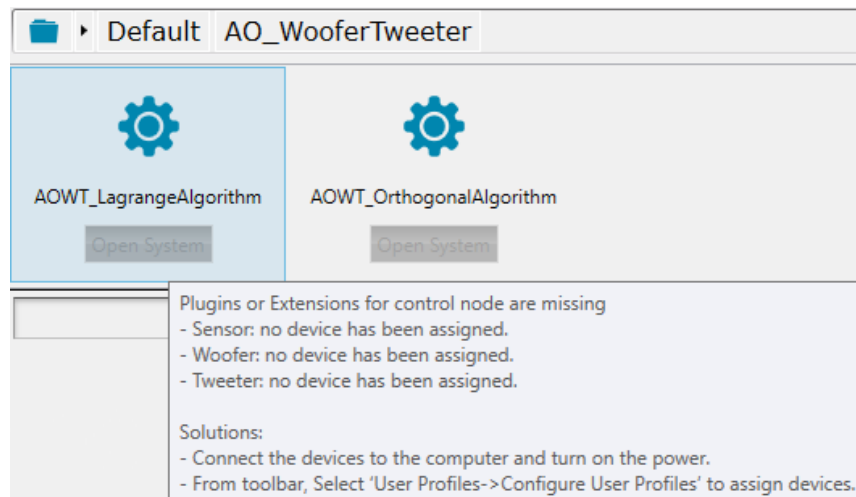 Default AO_WooferTweeter
AOWT_LagrangeAlgorithm AOWT_OrthogonalAlgorithm
Open System Open System
Plugins or Extensions for control node are missing
- Sensor: no device has been assigned.
- Woofer: no device has been assigned.
- Tweeter: no device has been assigned.
Solutions:
- Connect the devices to the computer and turn on the power.
- From toolbar, Select ‘User Profiles->Configure User Profiles’ to assign devices.